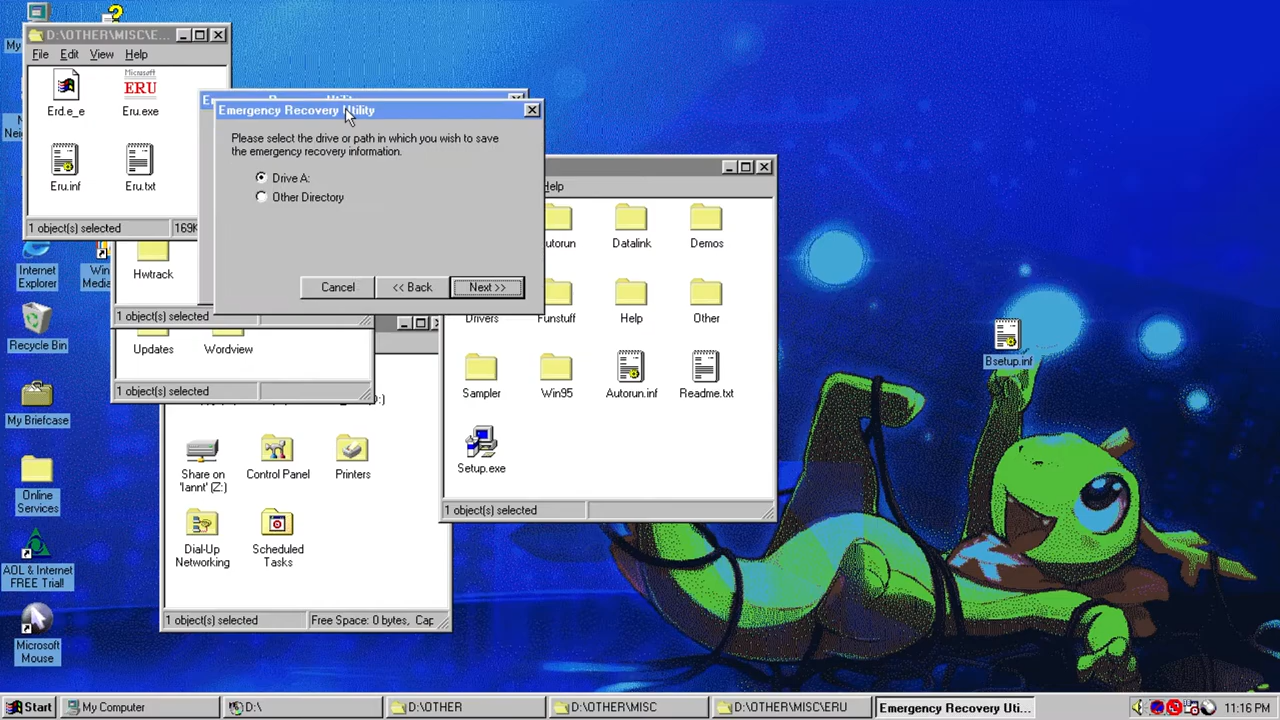 My
D:\OTHER\MISC\E...
File Edit View Help
Erd.e_e
Microsoft
ERU
Eru.exe
Eru.inf
Eru.txt
1 object(s) selected
169K
Emergency Recovery Utility
Please select the drive or path in which you wish to save
the emergency recovery information.
Drive A:
Other Directory
Cancel
<< Back
Next >>
Hwtrack
1 object(s) selected
Updates
Wordview
1 object(s) selected
Help
utorun
Datalink
Demos
Drivers
Funstuff
Help
Other
Sampler
Win95
Autorun.inf
Readme.txt
Setup.exe
1 object(s) selected
Share on
'lannt' (Z:)
Control Panel
Printers
Dial-Up
Networking
Scheduled
Tasks
1 object(s) selected
Free Space: 0 bytes, Cap
Internet
Explorer
Win
Media
Recycle Bin
My Briefcase
Online
Services
AOL & Internet
FREE Trial!
Microsoft
Mouse
Bsetup.inf
Start
My Computer
D:\
D:\OTHER
D:\OTHER\MISC
D:\OTHER\MISC\ERU
Emergency Recovery Uti...
11:16 PM